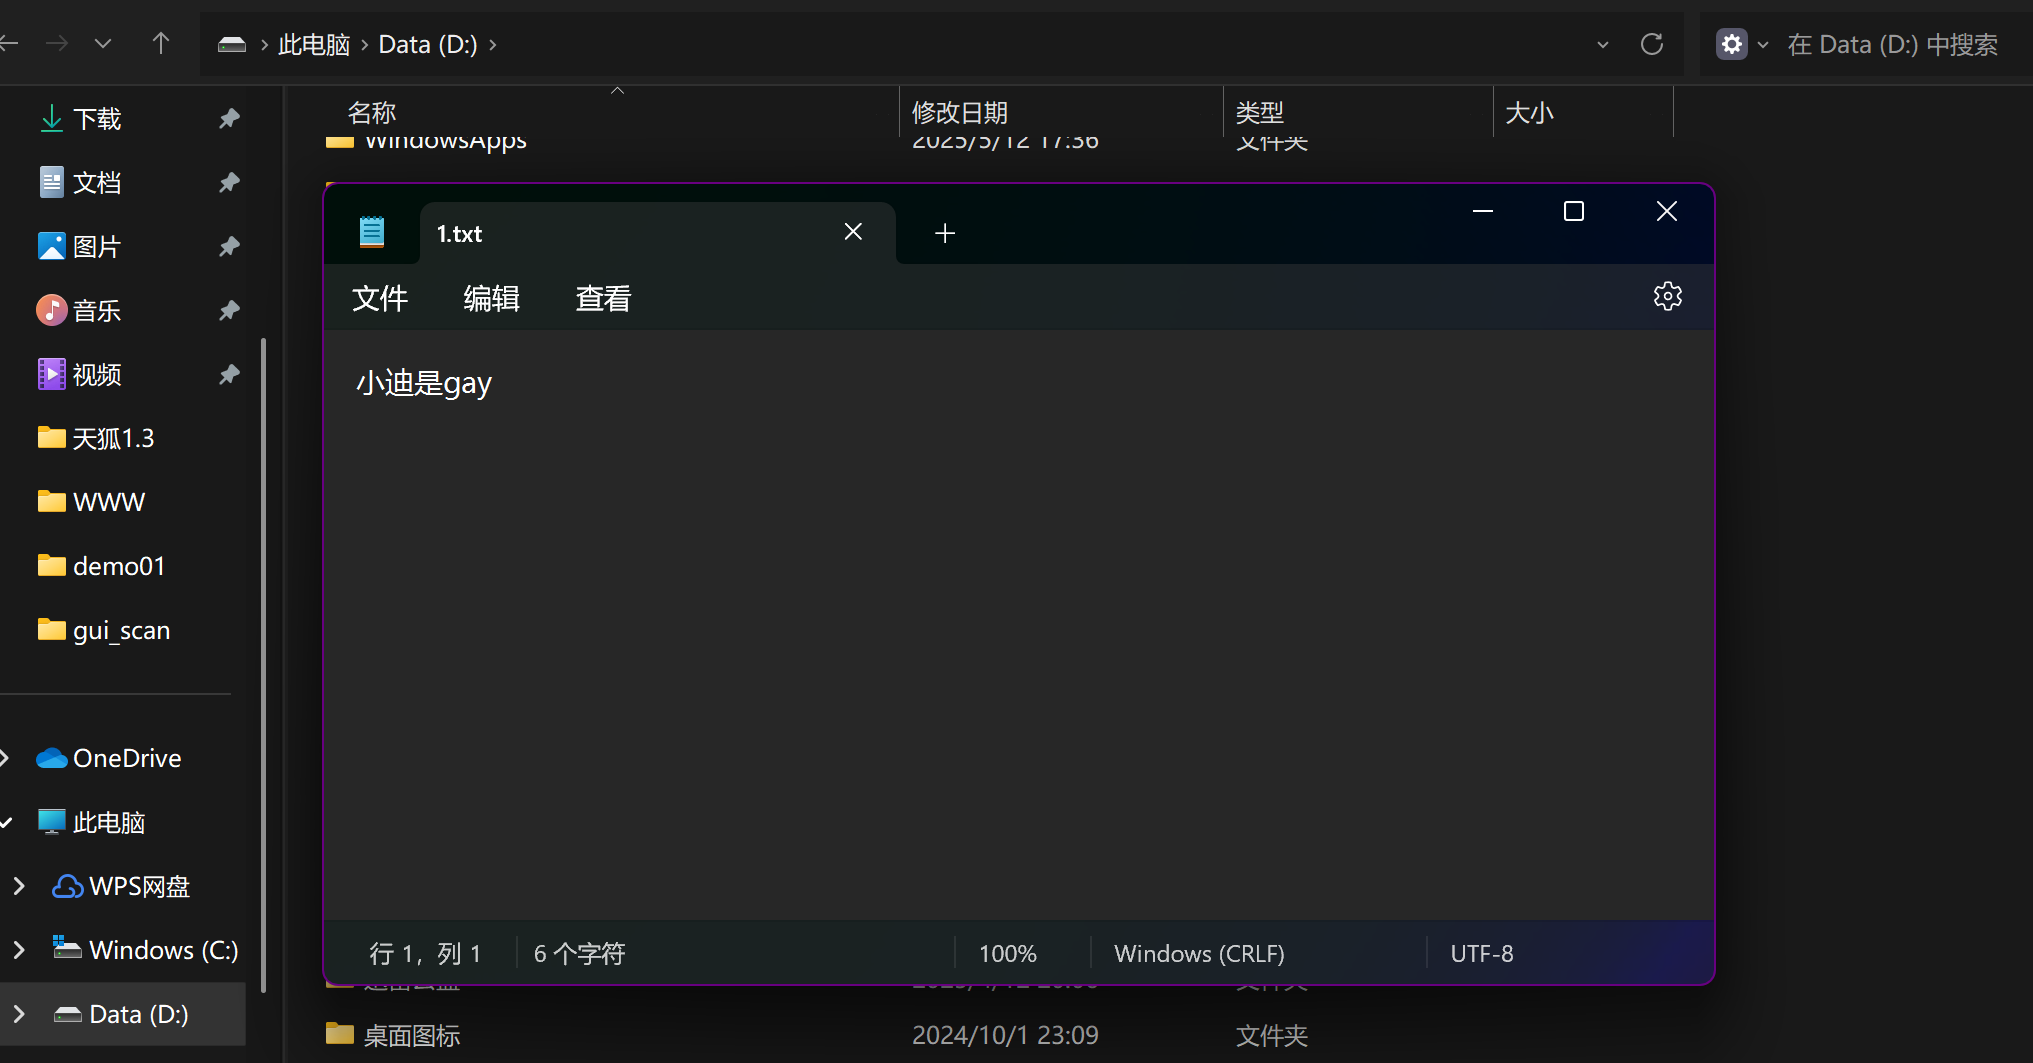 此电脑 Data (D:)
在 Data (D:) 中搜索
名称 修改日期 类型 大小
WindowsApps 2025/5/12 17:36 文件夹
下载
文档
图片
音乐
视频
天狐1.3
WWW
demo01
gui_scan
OneDrive
此电脑
WPS网盘
Windows (C:)
Data (D:)
1.txt
文件 编辑 查看
小迪是gay
行 1，列 1 6 个字符 100% Windows (CRLF) UTF-8
文件夹
桌面图标 2024/10/1 23:09 文件夹